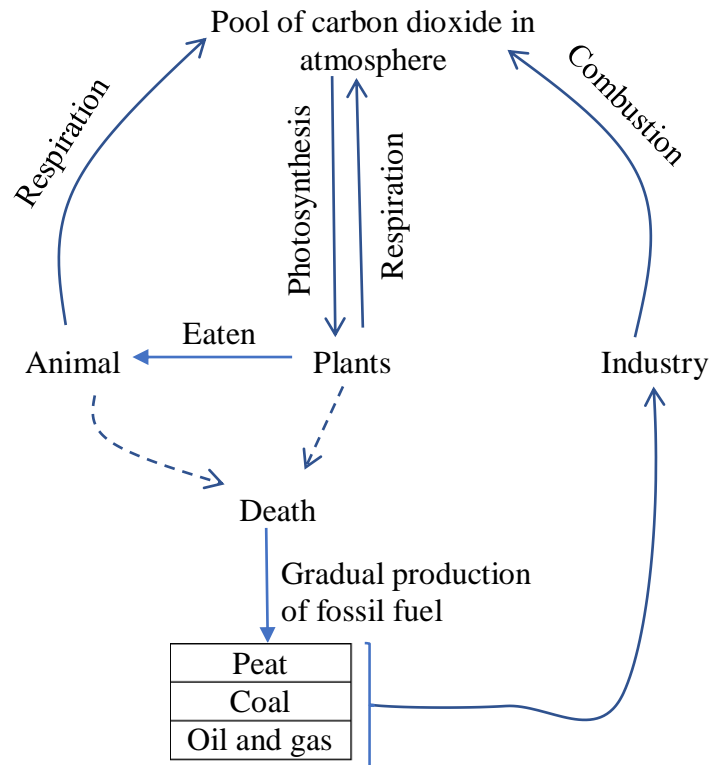 Pool of carbon dioxide in
atmosphere
Respiration
Photosynthesis
Respiration
Combustion
Eaten
Animal
Plants
Industry
Death
Gradual production
of fossil fuel
Peat
Coal
Oil and gas